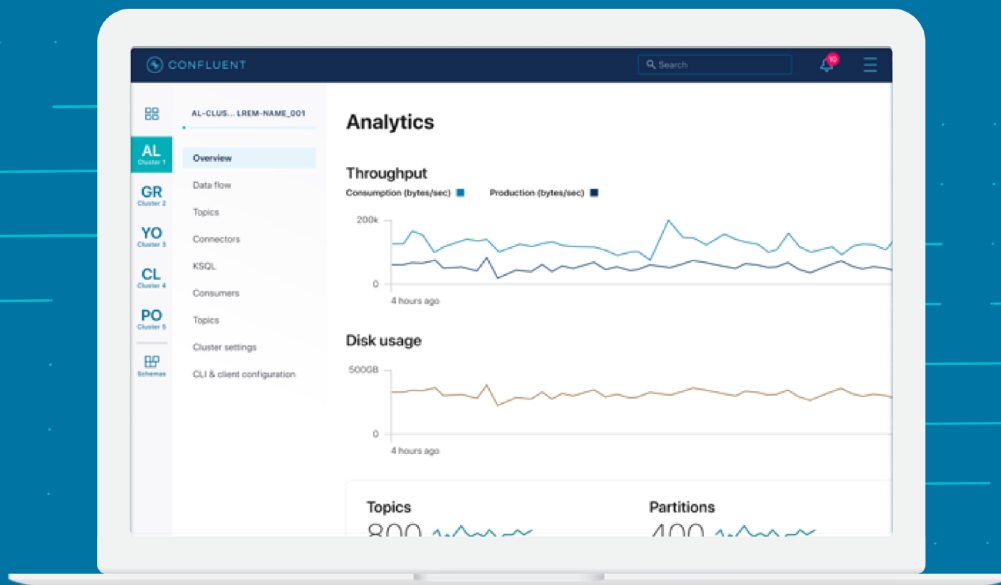 CONFLUENT
Search
10
AL-CLUS... LREM-NAME_001
AL
Cluster 1
GR
Cluster 2
YO
Cluster 3
CL
Cluster 4
PO
Cluster 5
Schemas
Overview
Data flow
Topics
Connectors
KSQL
Consumers
Topics
Cluster settings
CLI & client configuration
Analytics
Throughput
Consumption (bytes/sec) Production (bytes/sec)
200k
0
4 hours ago
Disk usage
500GB
0
4 hours ago
Topics
800
Partitions
400